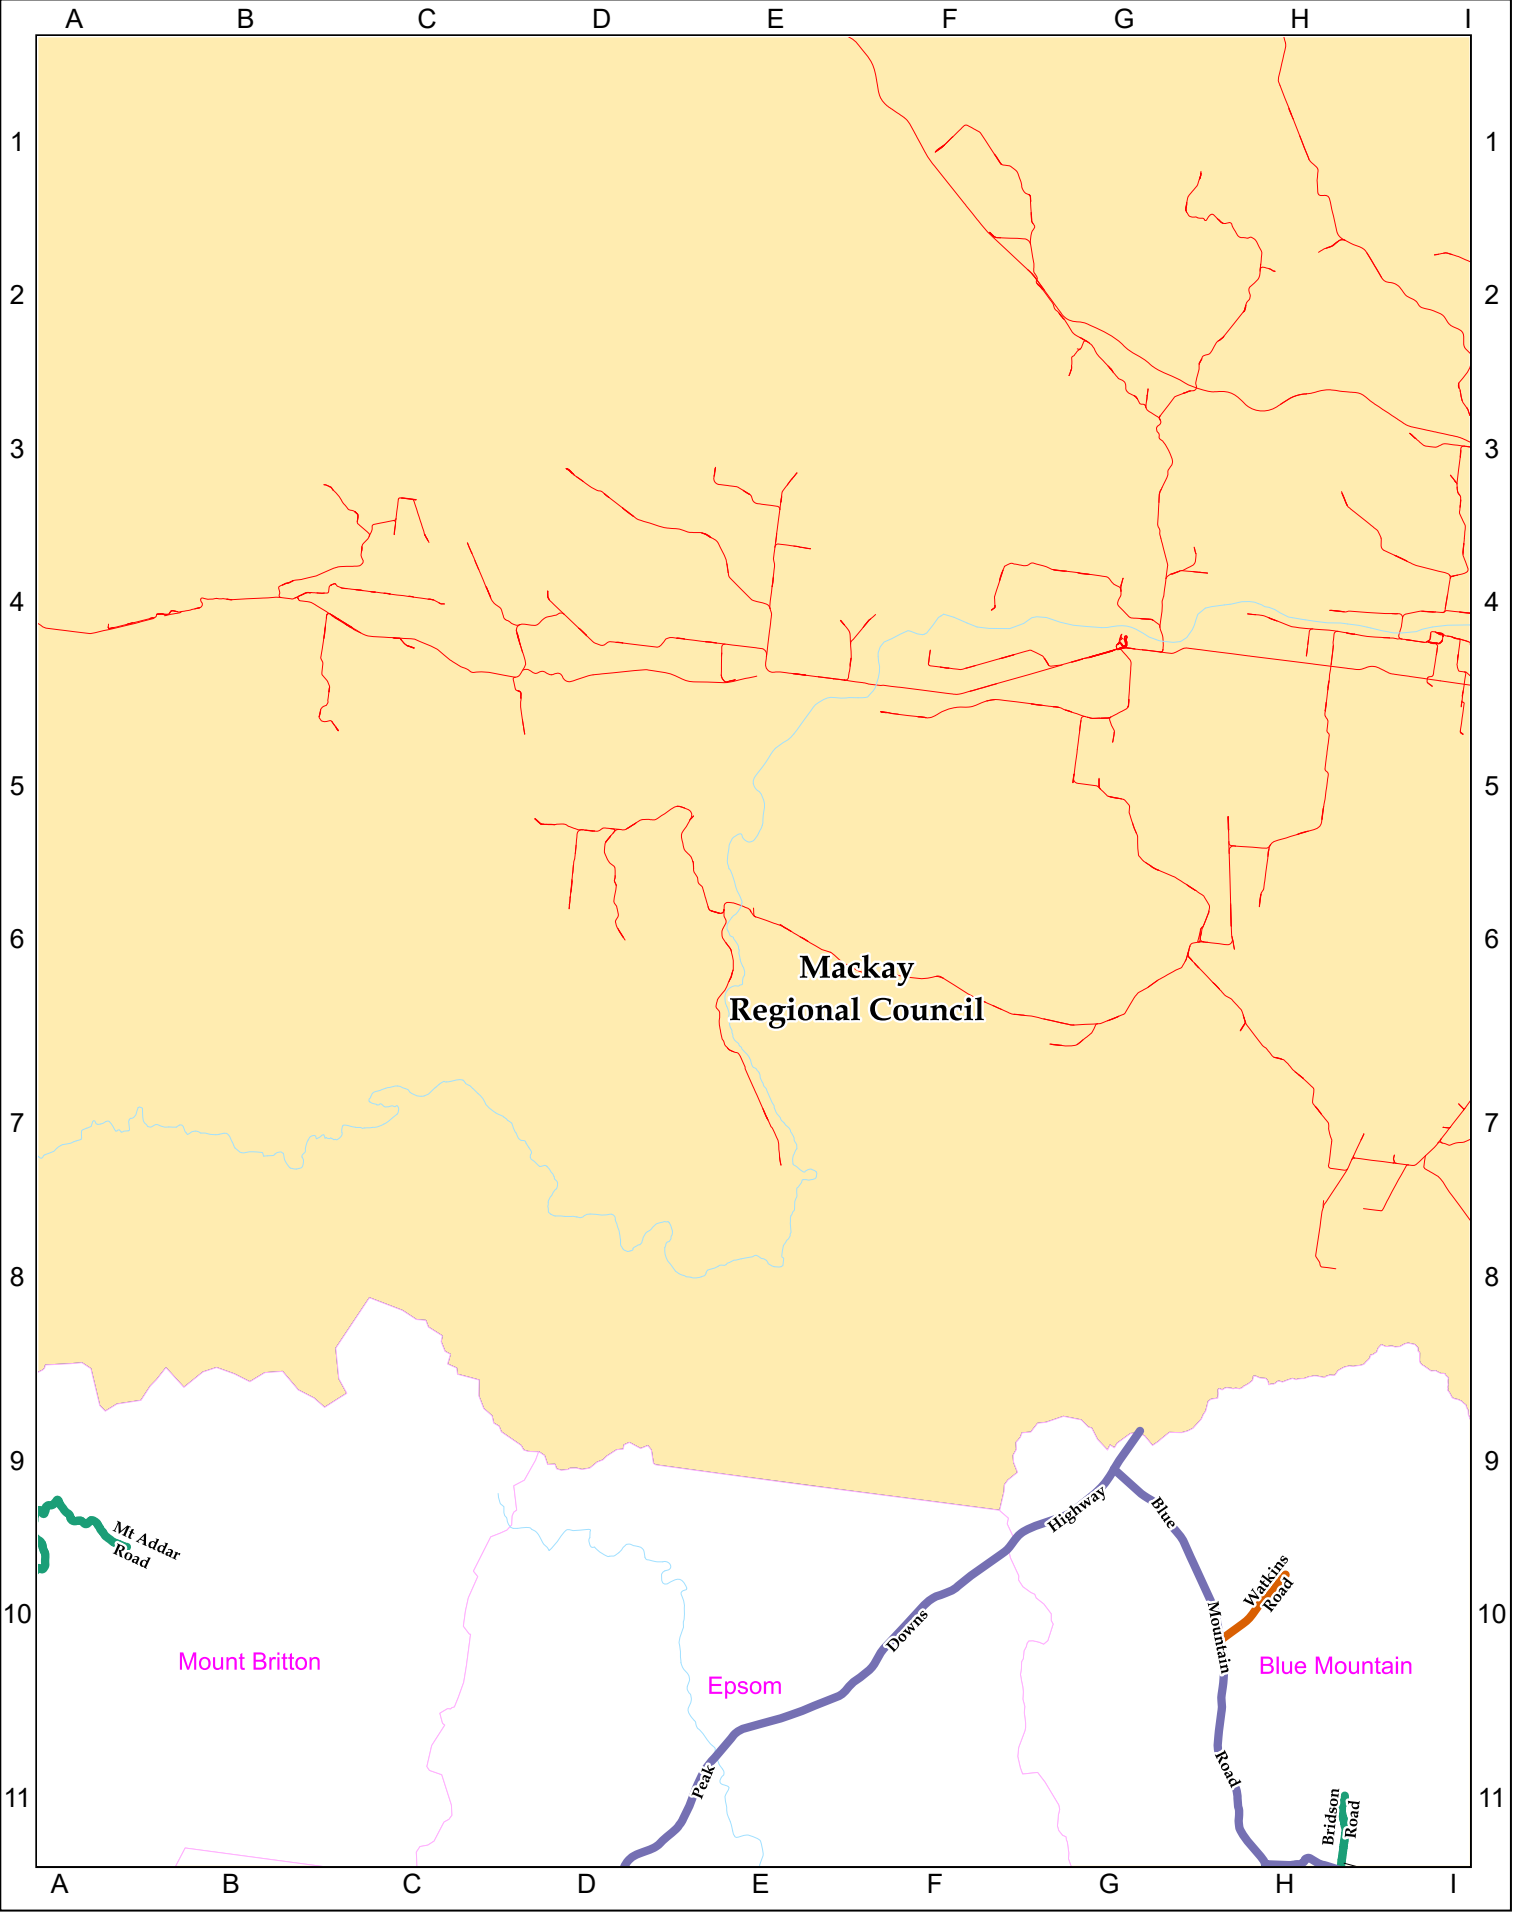 A B C D E F G H I
1 1
2 2
3 3
4 4
5 5
6 6
Mackay
Regional Council
7 7
8 8
9 9
Highway
Blue
Mt Addar
Road
Watkins
Road
10 10
Downs
Mountain
Mount Britton
Epsom
Blue Mountain
Peak
Road
11 11
Bridson
Road
A B C D E F G H I